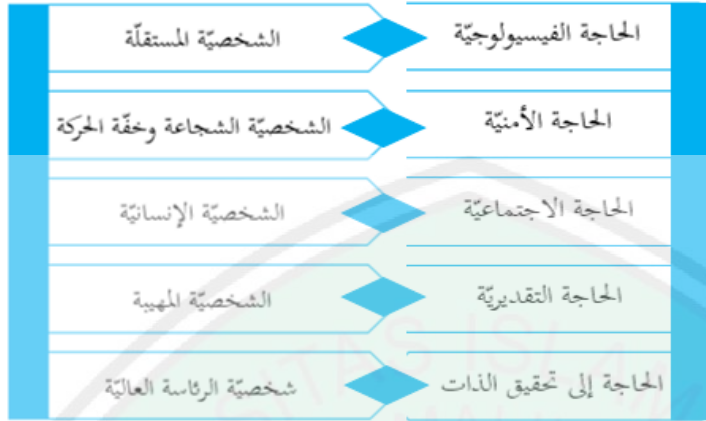 الحاجة الفيسيولوجيّة
الشخصيّة المستقلّة
الحاجة الأمنيّة
الشخصيّة الشجاعة وخفّة الحركة
الحاجة الاجتماعيّة
الشخصيّة الإنسانيّة
الحاجة التقديريّة
الشخصيّة المهيبة
الحاجة إلى تحقيق الذات
شخصيّة الرئاسة العاليّة